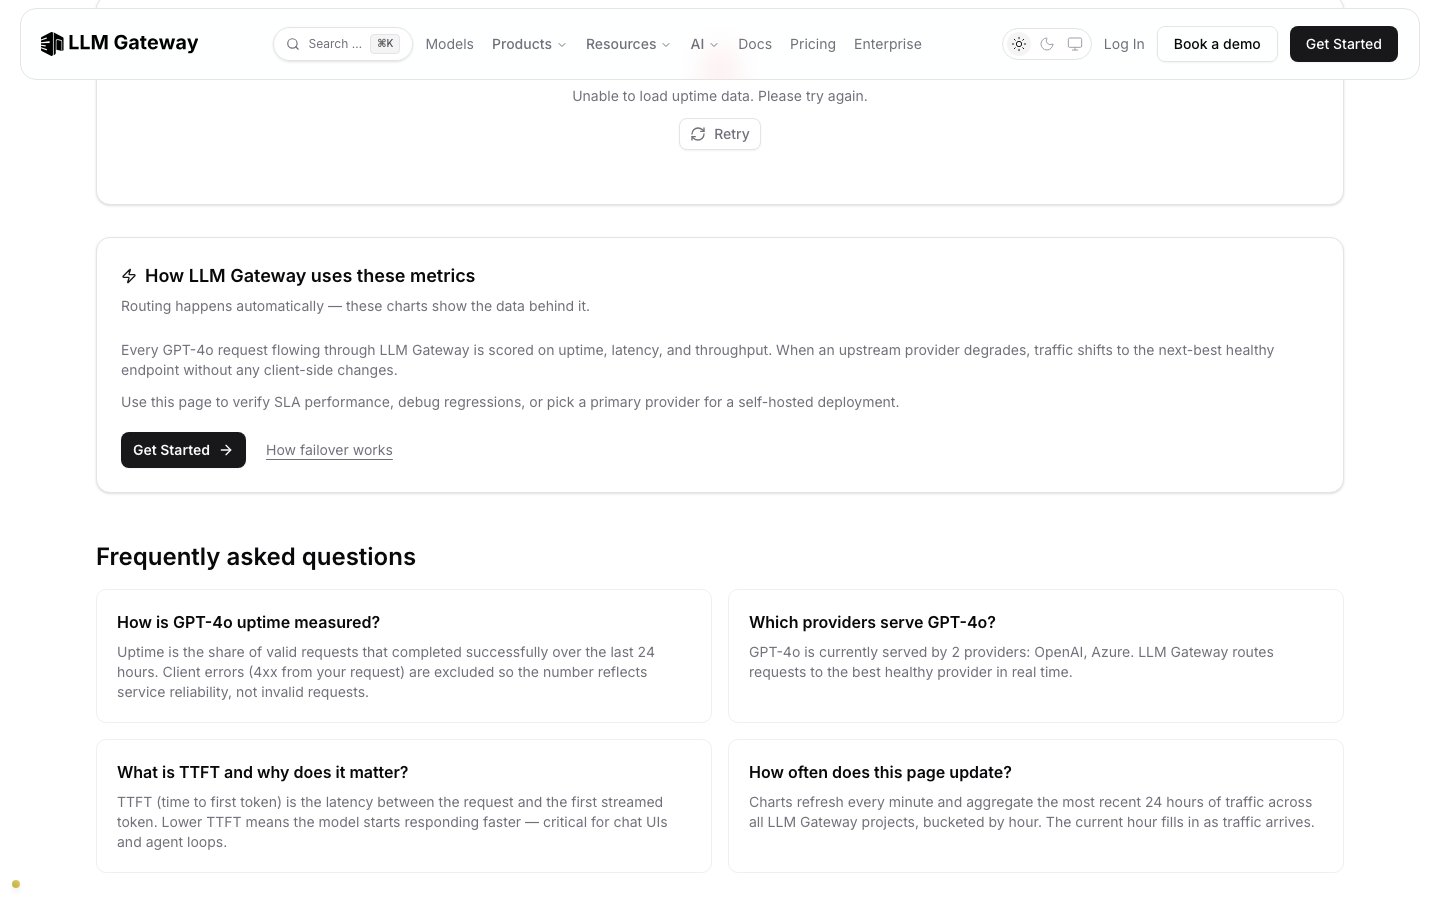 LLM Gateway
Search ... ⌘K
Models
Products
Resources
AI
Docs
Pricing
Enterprise
Log In
Book a demo
Get Started
Unable to load uptime data. Please try again.
Retry
How LLM Gateway uses these metrics
Routing happens automatically — these charts show the data behind it.
Every GPT-4o request flowing through LLM Gateway is scored on uptime, latency, and throughput. When an upstream provider degrades, traffic shifts to the next-best healthy
endpoint without any client-side changes.
Use this page to verify SLA performance, debug regressions, or pick a primary provider for a self-hosted deployment.
Get Started
How failover works
Frequently asked questions
How is GPT-4o uptime measured?
Uptime is the share of valid requests that completed successfully over the last 24
hours. Client errors (4xx from your request) are excluded so the number reflects
service reliability, not invalid requests.
Which providers serve GPT-4o?
GPT-4o is currently served by 2 providers: OpenAI, Azure. LLM Gateway routes
requests to the best healthy provider in real time.
What is TTFT and why does it matter?
TTFT (time to first token) is the latency between the request and the first streamed
token. Lower TTFT means the model starts responding faster — critical for chat UIs
and agent loops.
How often does this page update?
Charts refresh every minute and aggregate the most recent 24 hours of traffic across
all LLM Gateway projects, bucketed by hour. The current hour fills in as traffic arrives.